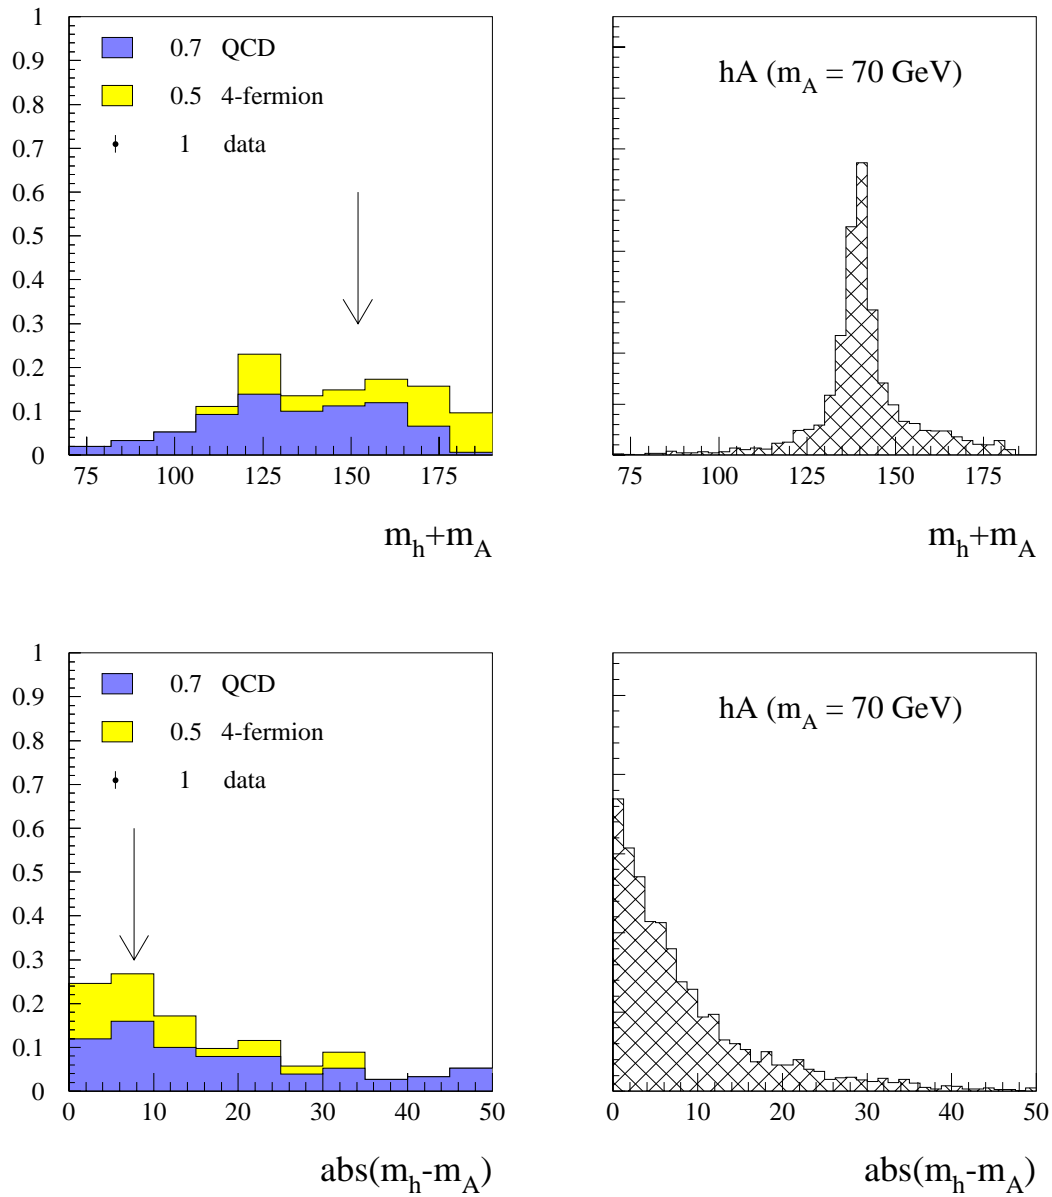 1
0.9
0.8
0.7
0.6
0.5
0.4
0.3
0.2
0.1
0
0.7 QCD
0.5 4-fermion
1 data
75 100 125 150 175
m_h+m_A
hA (m_A = 70 GeV)
75 100 125 150 175
m_h+m_A
1
0.9
0.8
0.7
0.6
0.5
0.4
0.3
0.2
0.1
0
0.7 QCD
0.5 4-fermion
1 data
0 10 20 30 40 50
abs(m_h-m_A)
hA (m_A = 70 GeV)
0 10 20 30 40 50
abs(m_h-m_A)